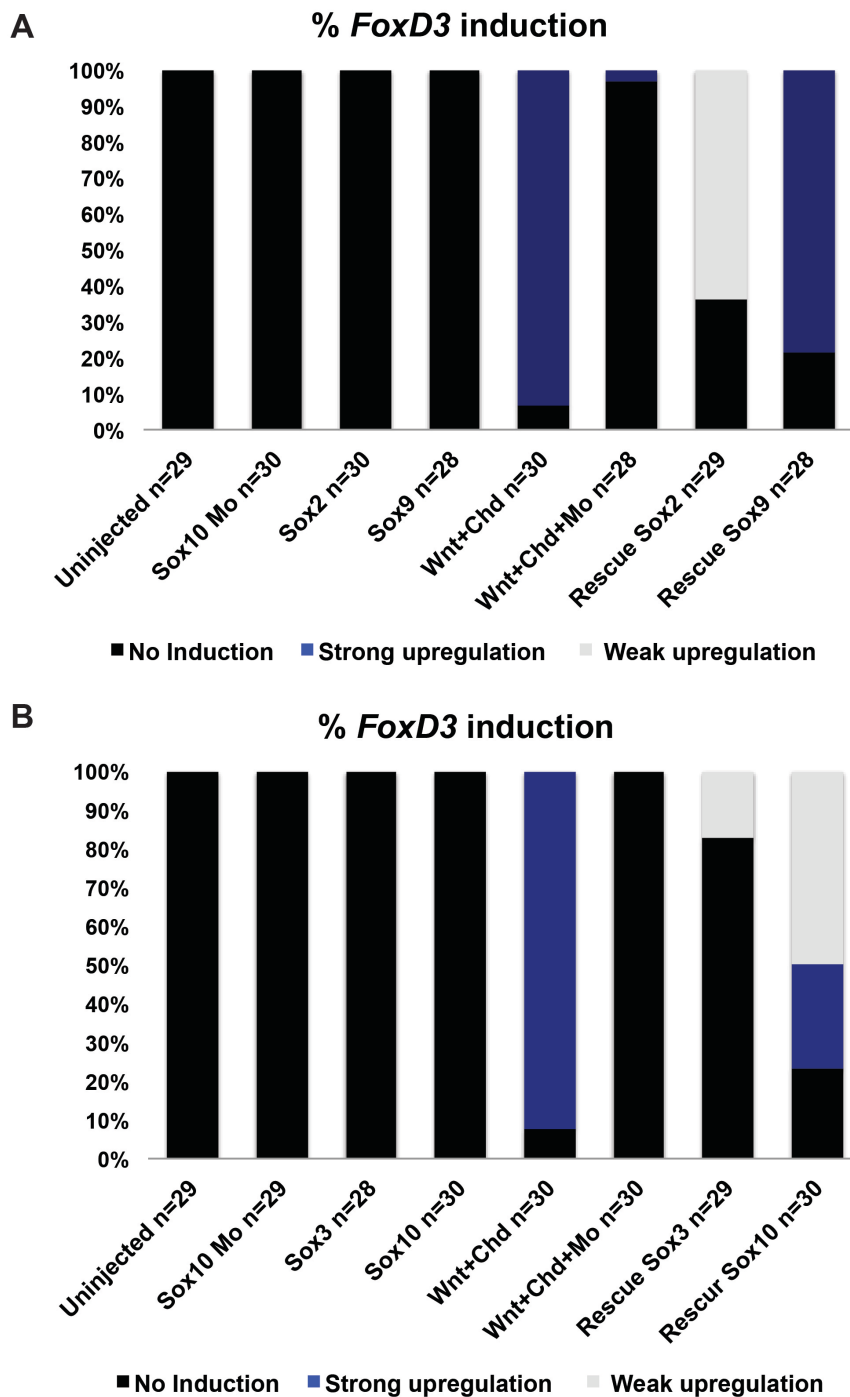 A
% FoxD3 induction
100%
90%
80%
70%
60%
50%
40%
30%
20%
10%
0%
Uninjected n=29
Sox10 Mo n=30
Sox2 n=30
Sox9 n=28
Wnt+Chd n=30
Wnt+Chd+Mo n=28
Rescue Sox2 n=29
Rescue Sox9 n=28
No Induction Strong upregulation Weak upregulation
B
% FoxD3 induction
100%
90%
80%
70%
60%
50%
40%
30%
20%
10%
0%
Uninjected n=29
Sox10 Mo n=29
Sox3 n=28
Sox10 n=30
Wnt+Chd n=30
Wnt+Chd+Mo n=30
Rescue Sox3 n=29
Rescur Sox10 n=30
No Induction Strong upregulation Weak upregulation